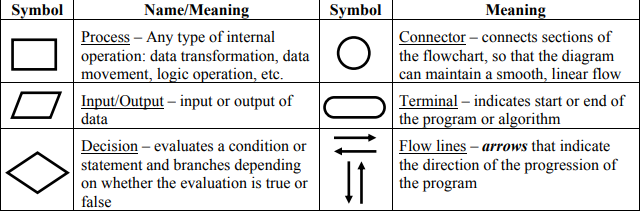 Symbol Name/Meaning Symbol Meaning
Process – Any type of internal
operation: data transformation, data
movement, logic operation, etc.
Connector – connects sections of
the flowchart, so that the diagram
can maintain a smooth, linear flow
Input/Output – input or output of
data
Terminal – indicates start or end of
the program or algorithm
Decision – evaluates a condition or
statement and branches depending
on whether the evaluation is true or
false
Flow lines – arrows that indicate
the direction of the progression of
the program